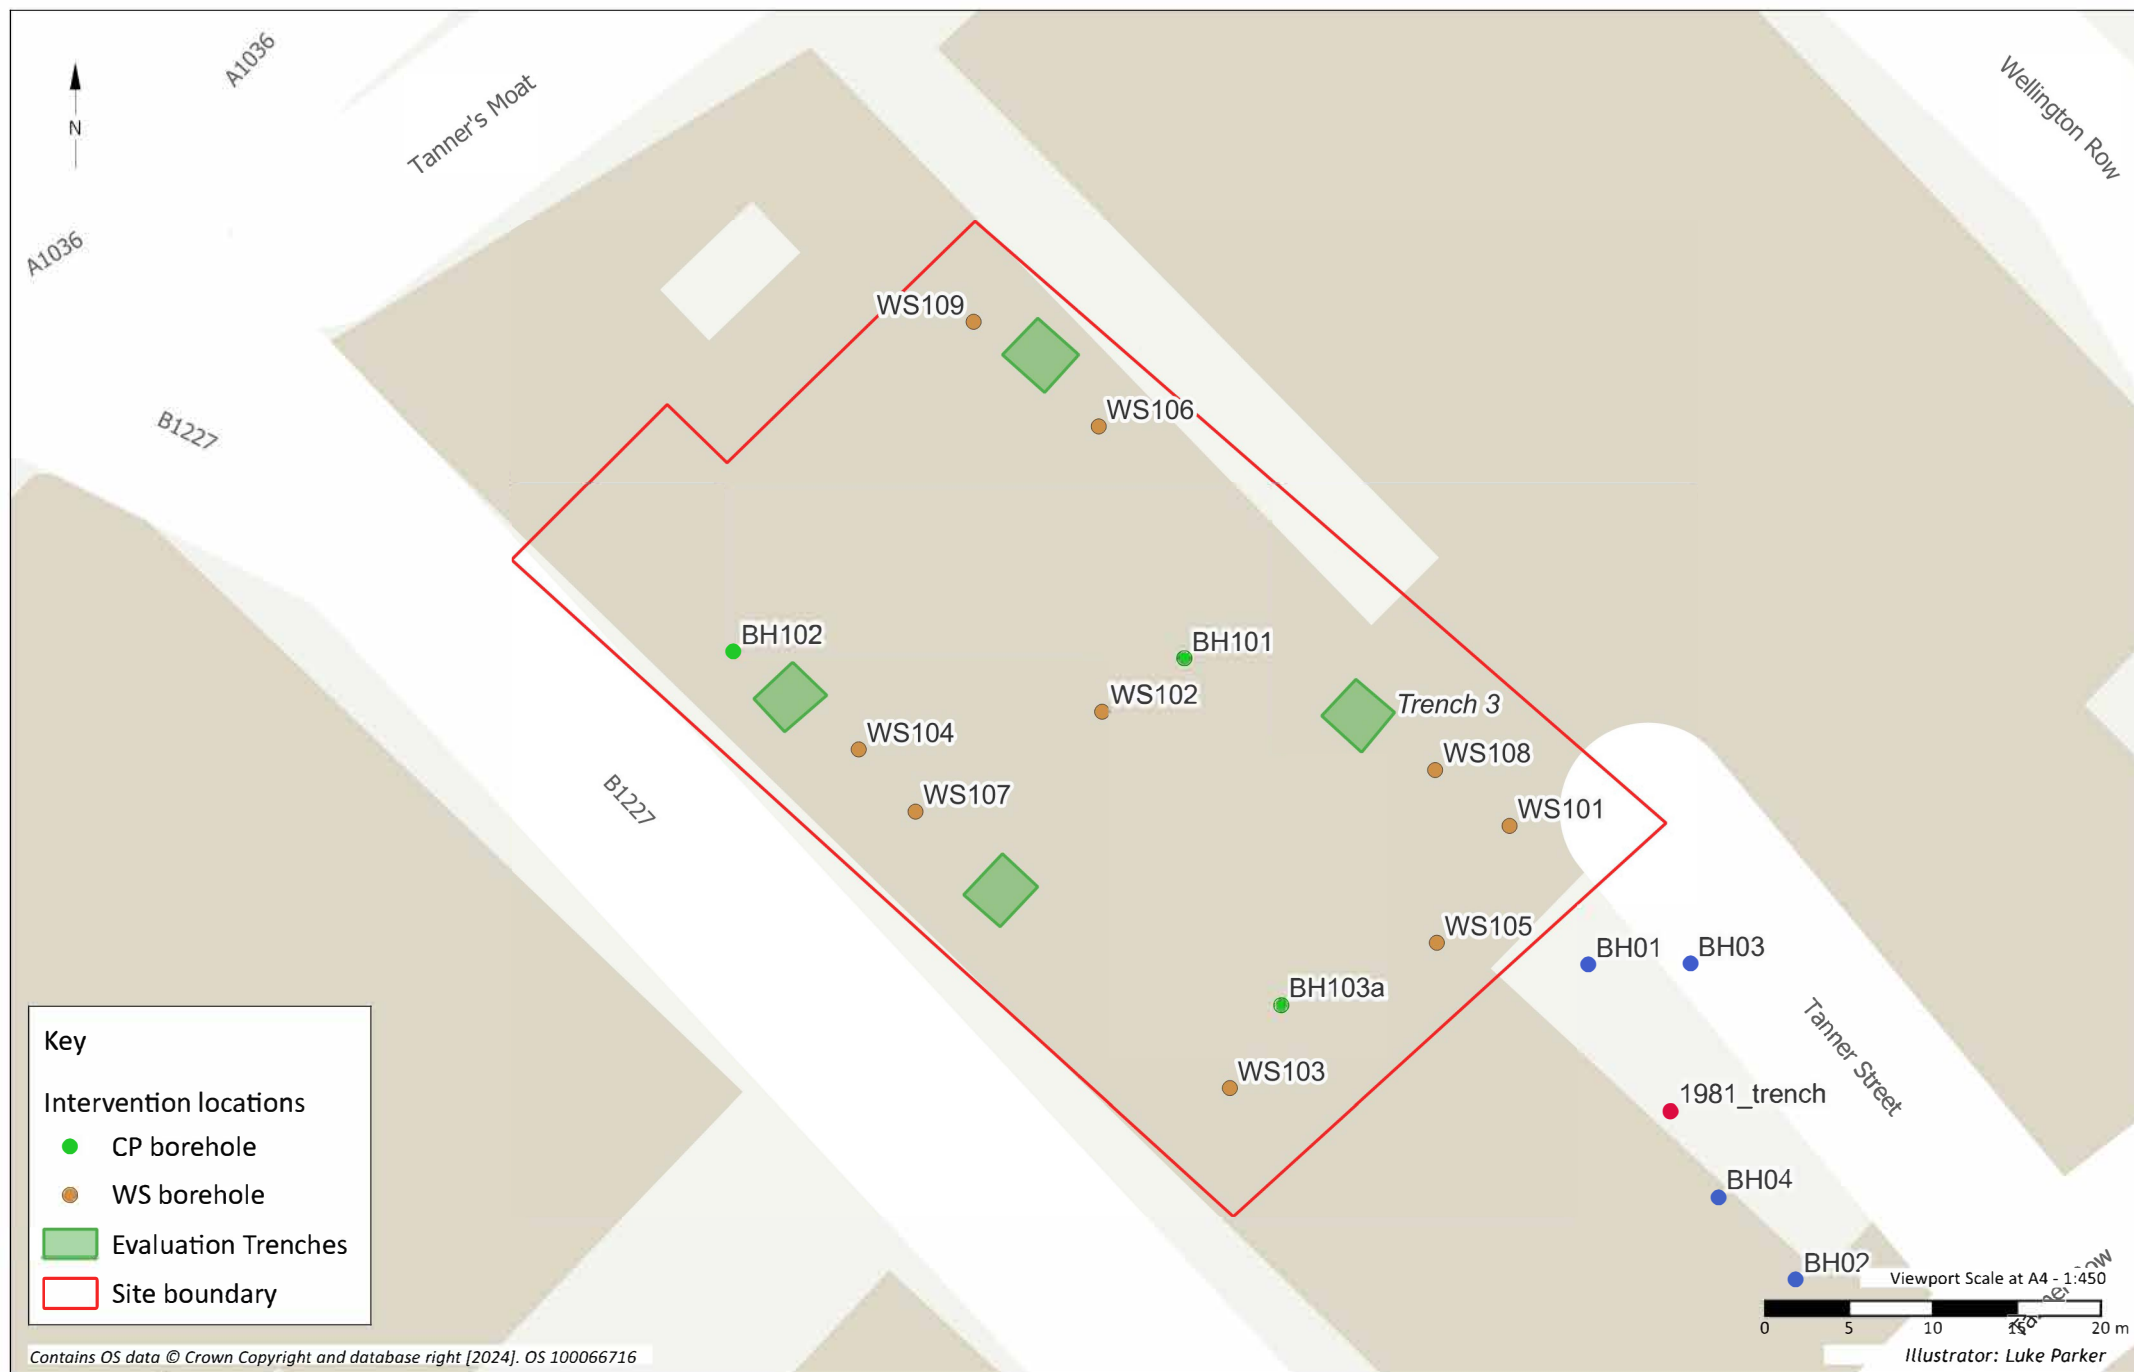 A1036
Tanner's Moat
Wellington Row
N
A1036
WS109
WS106
B1227
BH102
BH101
WS102
Trench 3
WS104
WS108
WS107
WS101
B1227
WS105
BH01
BH03
BH103a
Tanner Street
WS103
1981_trench
BH04
BH02
Tanner Row
Key
Intervention locations
CP borehole
WS borehole
Evaluation Trenches
Site boundary
Viewport Scale at A4 - 1:450
0 5 10 15 20 m
Contains OS data © Crown Copyright and database right [2024]. OS 100066716
Illustrator: Luke Parker